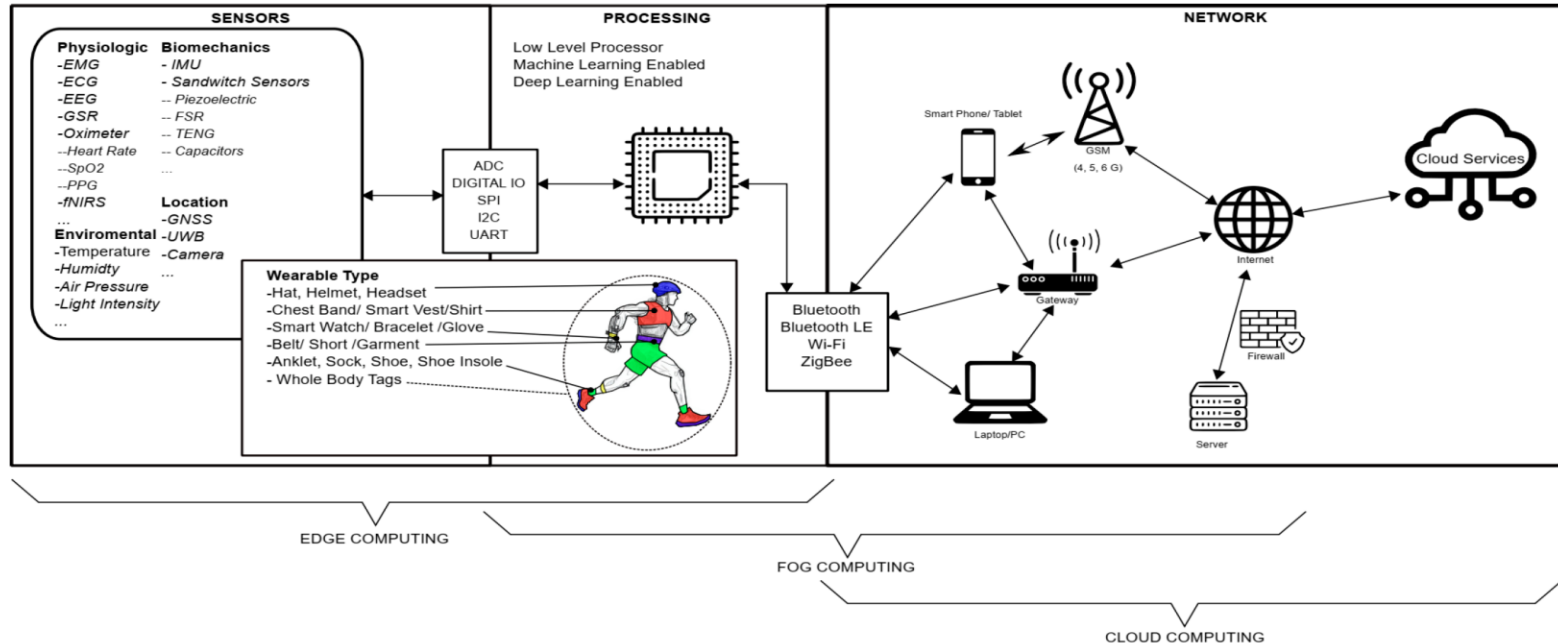 SENSORS
Physiologic
-EMG
-ECG
-EEG
-GSR
-Oximeter
--Heart Rate
--SpO2
--PPG
-fNIRS
...
Enviromental
-Temperature
-Humidty
-Air Pressure
-Light Intensity
...
Biomechanics
- IMU
- Sandwitch Sensors
-- Piezoelectric
-- FSR
-- TENG
-- Capacitors
...
Location
-GNSS
-UWB
-Camera
...
ADC
DIGITAL IO
SPI
I2C
UART
PROCESSING
Low Level Processor
Machine Learning Enabled
Deep Learning Enabled
Wearable Type
-Hat, Helmet, Headset
-Chest Band/ Smart Vest/Shirt
-Smart Watch/ Bracelet /Glove
-Belt/ Short /Garment
-Anklet, Sock, Shoe, Shoe Insole
- Whole Body Tags
Bluetooth
Bluetooth LE
Wi-Fi
ZigBee
NETWORK
Smart Phone/ Tablet
GSM
(4, 5, 6 G)
Cloud Services
Internet
Gateway
Firewall
Laptop/PC
Server
EDGE COMPUTING
FOG COMPUTING
CLOUD COMPUTING